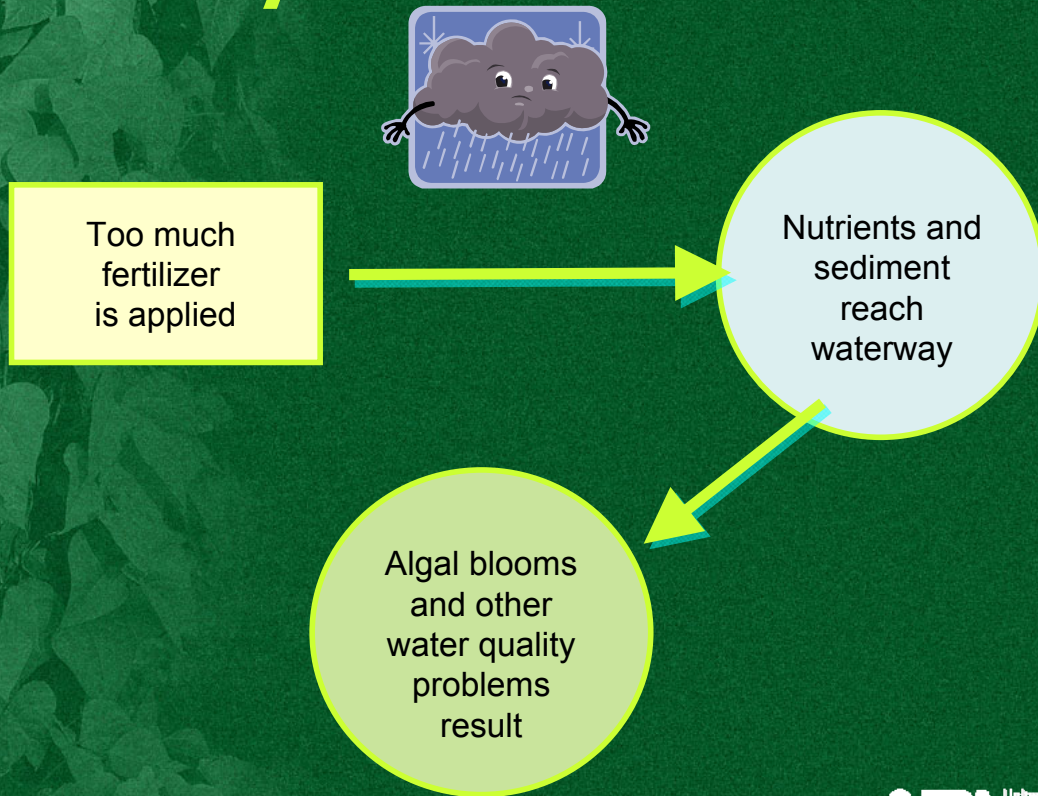 Too much
fertilizer
is applied
Nutrients and
sediment
reach
waterway
Algal blooms
and other
water quality
problems
result